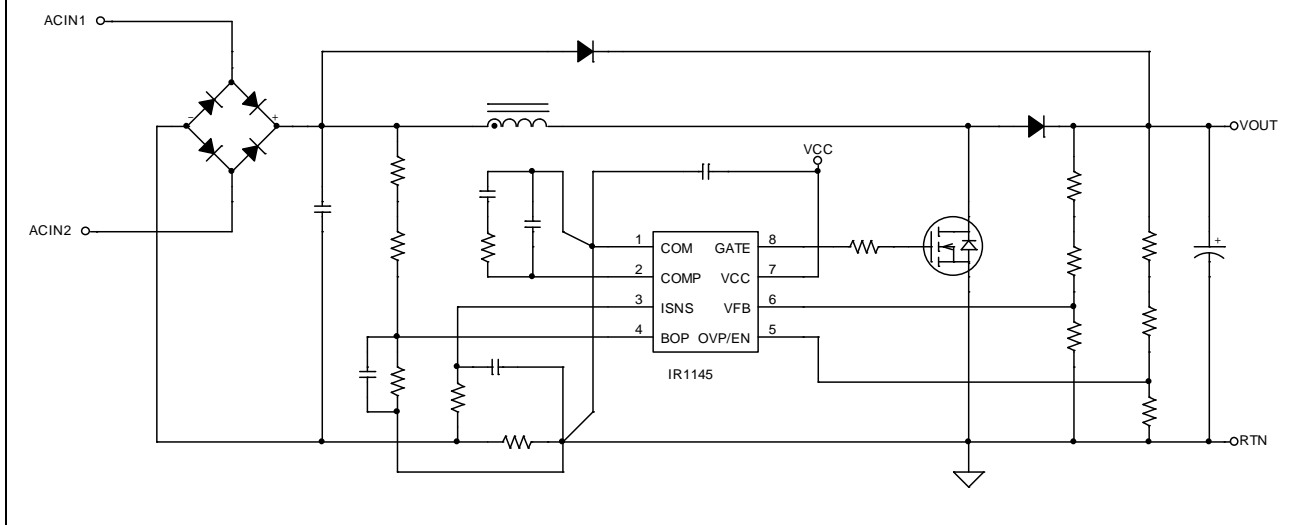 ACIN1
- +
VOUT
VCC
ACIN2
+
1 COM GATE 8
2 COMP VCC 7
3 ISNS VFB 6
4 BOP OVP/EN 5
IR1145
RTN